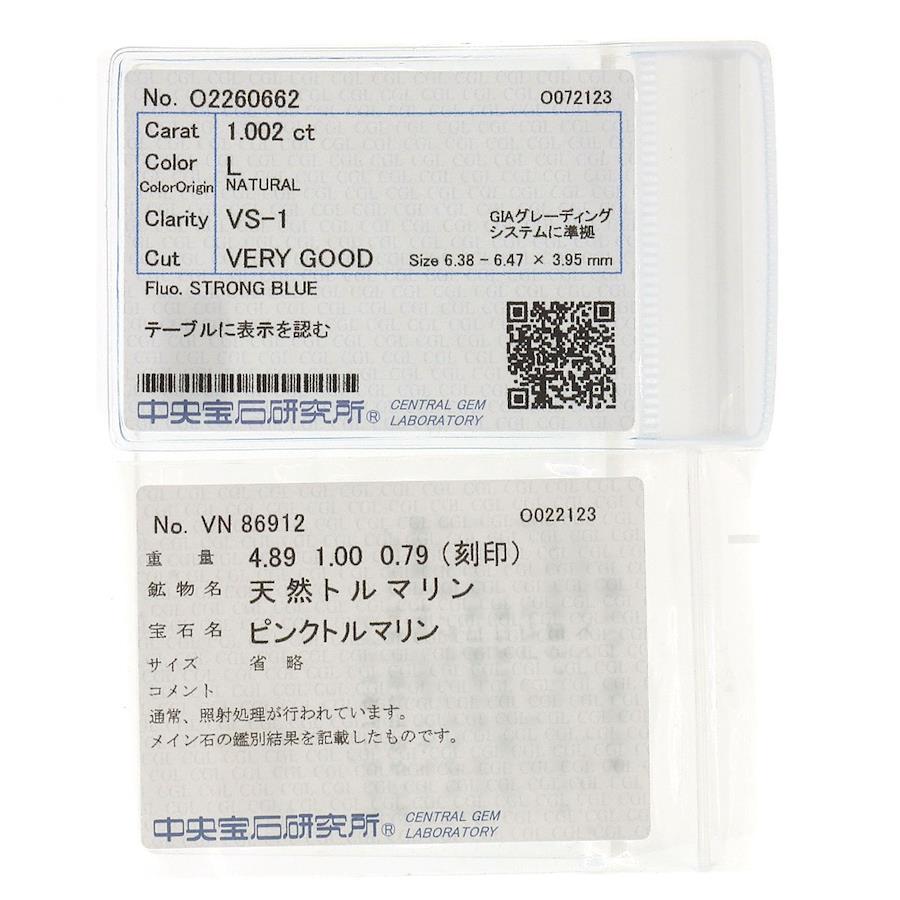 No. O2260662
O072123
Carat 1.002 ct
Color L
ColorOrigin NATURAL
Clarity VS-1
GIAグレーディング
システムに準拠
Cut VERY GOOD Size 6.38 - 6.47 × 3.95 mm
Fluo. STRONG BLUE
テーブルに表示を認む
中央宝石研究所® CENTRAL GEM
LABORATORY
No. VN 86912
O022123
重 量 4.89 1.00 0.79 (刻印)
鉱物名 天然トルマリン
宝石名 ピンクトルマリン
サイズ 省 略
コメント
通常、照射処理が行われています。
メイン石の鑑別結果を記載したものです。
中央宝石研究所® CENTRAL GEM
LABORATORY